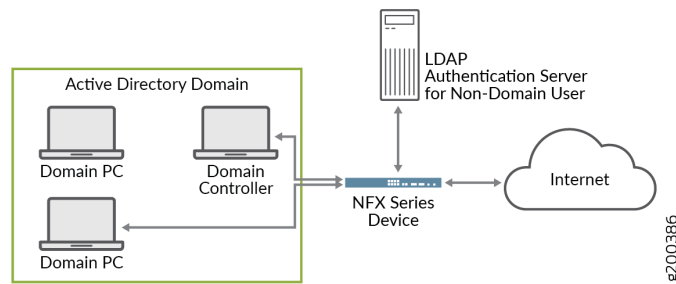 Active Directory Domain
Domain PC
Domain
Controller
Domain PC
LDAP
Authentication Server
for Non-Domain User
NFX Series
Device
Internet
g200386